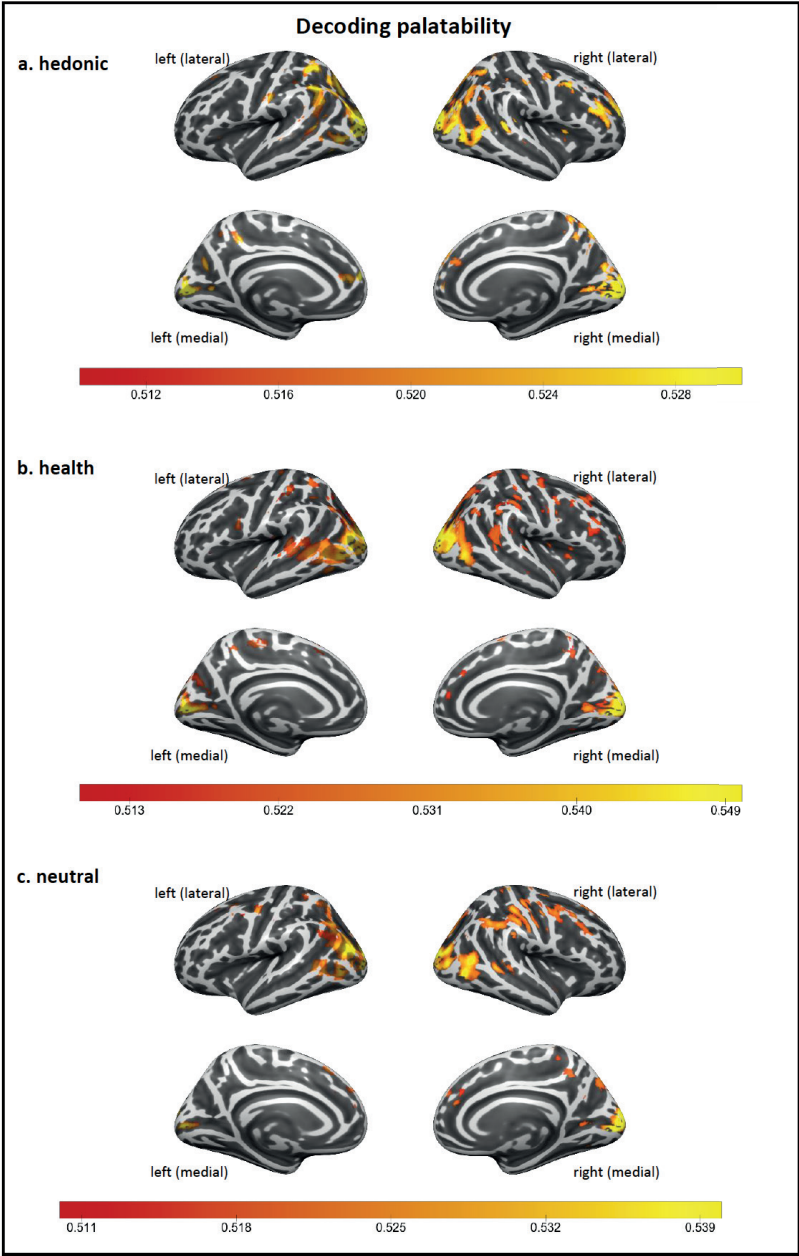 Decoding palatability
a. hedonic
left (lateral)
right (lateral)
left (medial)
right (medial)
0.512 0.516 0.520 0.524 0.528
b. health
left (lateral)
right (lateral)
left (medial)
right (medial)
0.513 0.522 0.531 0.540 0.549
c. neutral
left (lateral)
right (lateral)
left (medial)
right (medial)
0.511 0.518 0.525 0.532 0.539